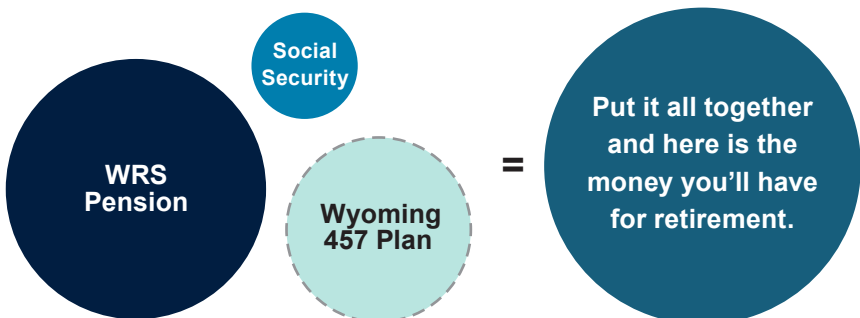 Social
Security
WRS
Pension
Wyoming
457 Plan
=
Put it all together
and here is the
money you’ll have
for retirement.